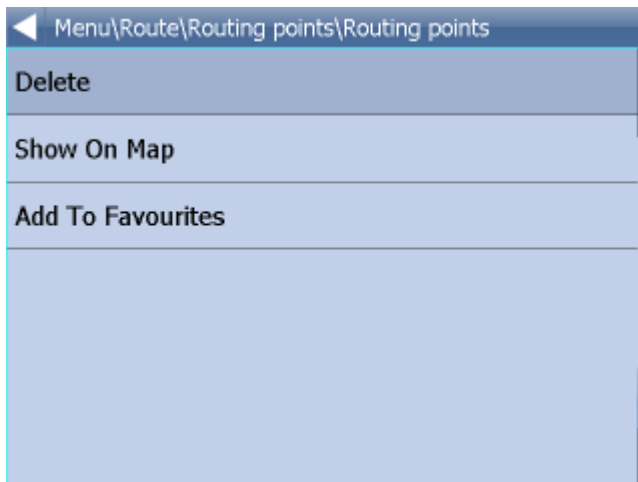 Menu\Route\Routing points\Routing points
Delete
Show On Map
Add To Favourites